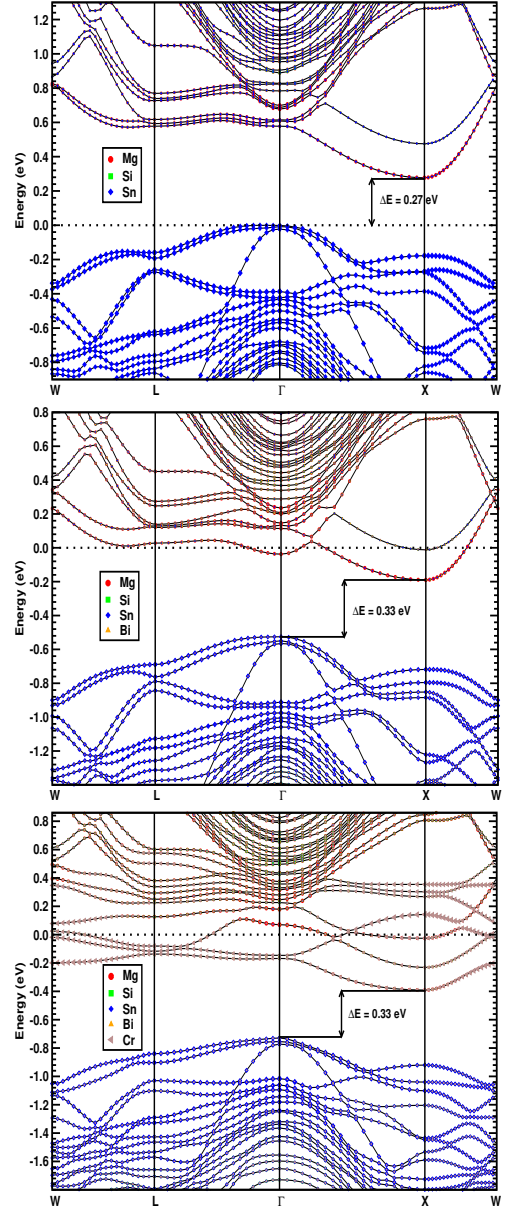 1.2
1.0
0.8
0.6
0.4
0.2
0.0
-0.2
-0.4
-0.6
-0.8
Energy (eV)
Mg
Si
Sn
ΔE = 0.27 eV
W L Γ X W
0.8
0.6
0.4
0.2
0.0
-0.2
-0.4
-0.6
-0.8
-1.0
-1.2
Energy (eV)
Mg
Si
Sn
Bi
ΔE = 0.33 eV
W L Γ X W
0.8
0.6
0.4
0.2
0.0
-0.2
-0.4
-0.6
-0.8
-1.0
-1.2
-1.4
-1.6
Energy (eV)
Mg
Si
Sn
Bi
Cr
ΔE = 0.33 eV
W L Γ X W